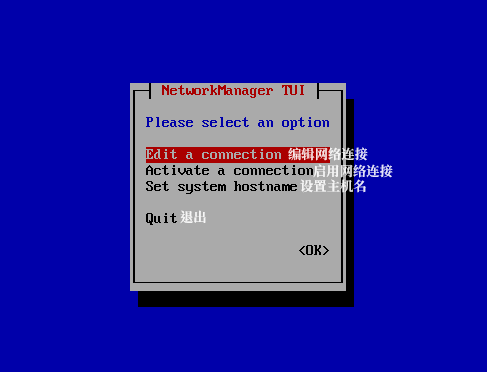 NetworkManager TUI
Please select an option
Edit a connection 编辑网络连接
Activate a connection 启用网络连接
Set system hostname 设置主机名
Quit 退出
<OK>